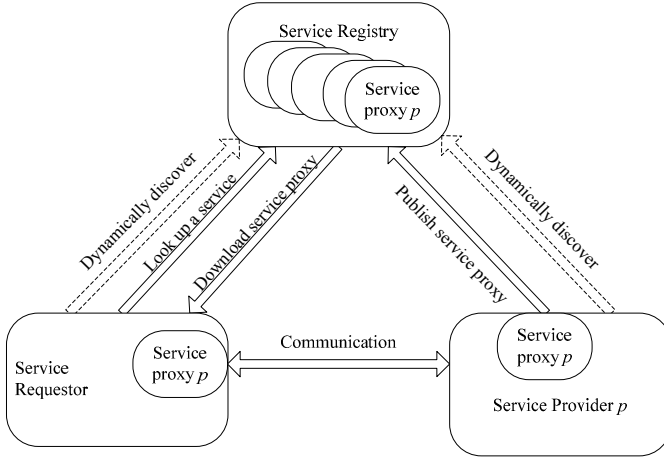 Service Registry
Service
proxy p
Dynamically discover
Look up a service
Download service proxy
Publish service proxy
Dynamically discover
Service
Requestor
Service
proxy p
Communication
Service
proxy p
Service Provider p